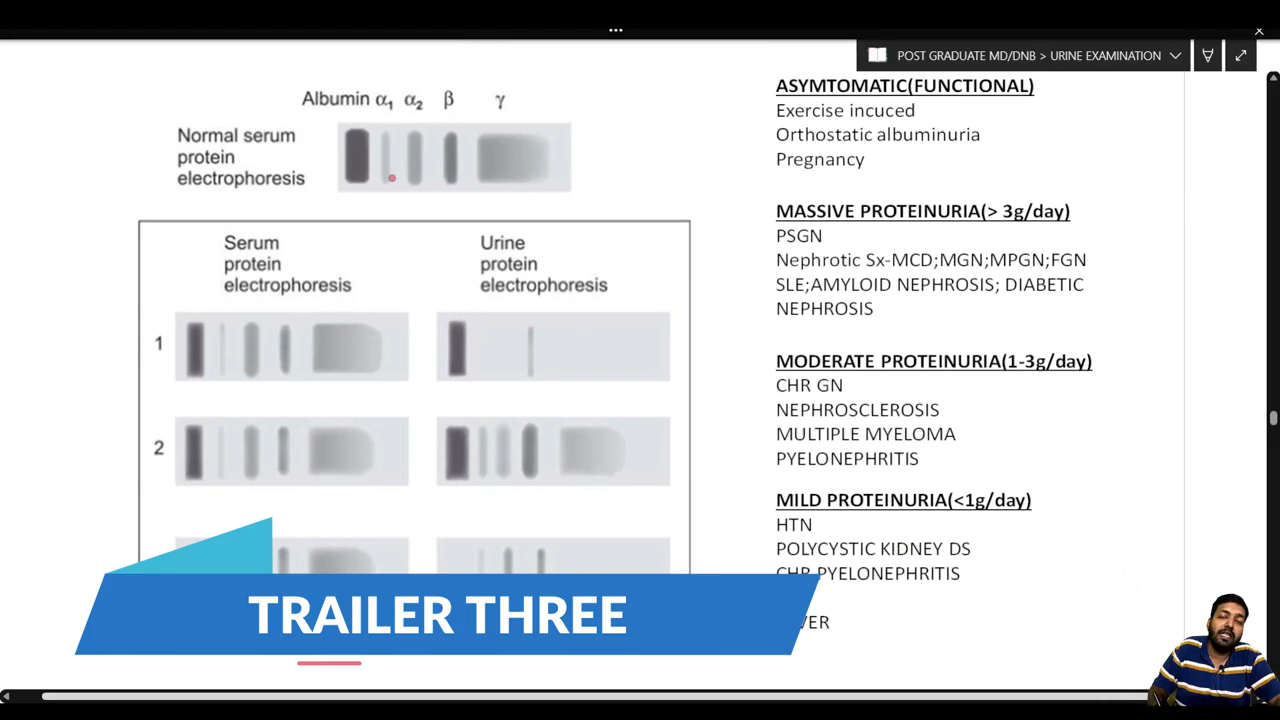 POST GRADUATE MD/DNB > URINE EXAMINATION
Albumin α1 α2 β γ
Normal serum
protein
electrophoresis
Serum
protein
electrophoresis
Urine
protein
electrophoresis
1
2
ASYMTOMATIC(FUNCTIONAL)
Exercise incuced
Orthostatic albuminuria
Pregnancy
MASSIVE PROTEINURIA(> 3g/day)
PSGN
Nephrotic Sx-MCD;MGN;MPGN;FGN
SLE;AMYLOID NEPHROSIS; DIABETIC
NEPHROSIS
MODERATE PROTEINURIA(1-3g/day)
CHR GN
NEPHROSCLEROSIS
MULTIPLE MYELOMA
PYELONEPHRITIS
MILD PROTEINURIA(<1g/day)
HTN
POLYCYSTIC KIDNEY DS
CHR PYELONEPHRITIS
TRAILER THREE